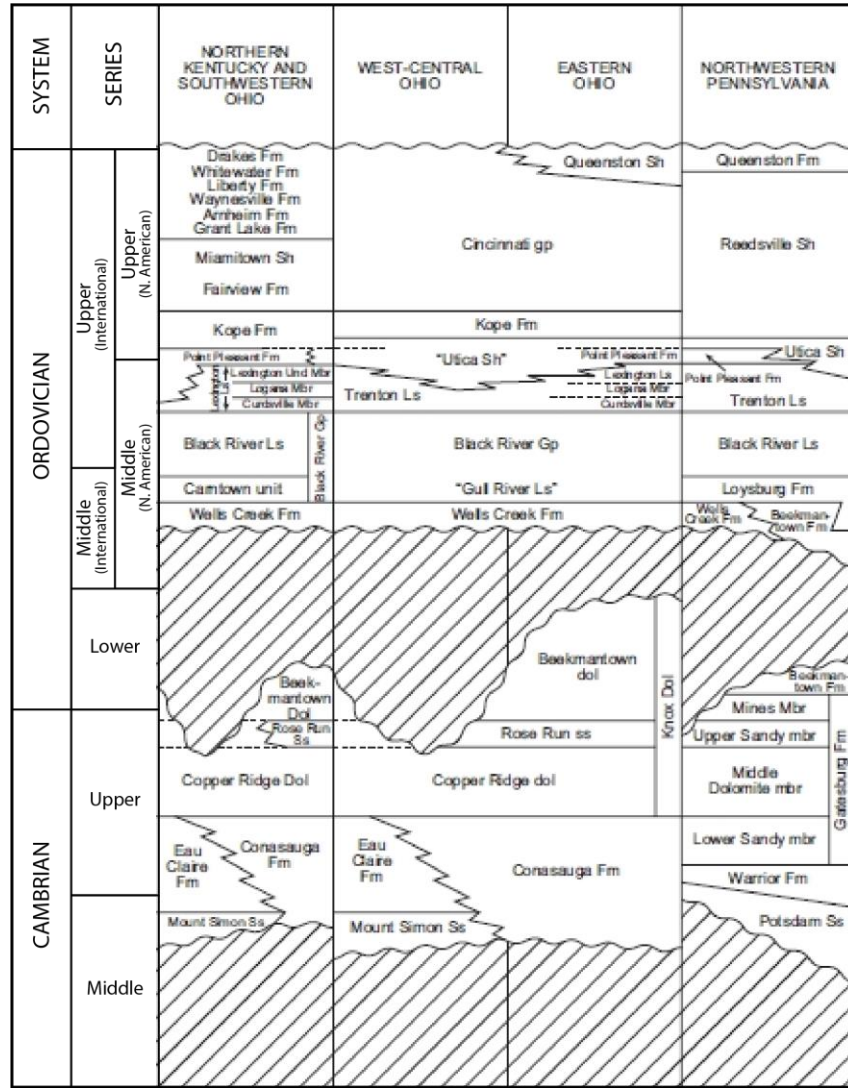 SYSTEM
SERIES
NORTHERN
KENTUCKY AND
SOUTHWESTERN
OHIO
WEST-CENTRAL
OHIO
EASTERN
OHIO
NORTHWESTERN
PENNSYLVANIA
ORDOVICIAN
Upper
(International)
Upper
(N. American)
Drakes Fm
Whitewater Fm
Liberty Fm
Waynesville Fm
Arnheim Fm
Grant Lake Fm
Queenston Sh
Queenston Fm
Miamitown Sh
Fairview Fm
Cincinnati gp
Reedsville Sh
Kope Fm
Kope Fm
Point Pleasant Fm
"Utica Sh"
Point Pleasant Fm
Utica Sh
Point Pleasant Fm
Middle
(N. American)
Lexington
Ls
Lexington Und Mbr
Logana Mbr
Curdsville Mbr
Trenton Ls
Lexington Ls
Logana Mbr
Curdsville Mbr
Trenton Ls
Black River Ls
Black River Gp
Black River Gp
Black River Ls
Middle
(International)
Carntown unit
"Gull River Ls"
Loysburg Fm
Wells Creek Fm
Wells Creek Fm
Wells
Creek Fm
Beekman-
town Fm
Lower
Beek-
mantown
Dol
Beekmantown
dol
Knox Dol
Beekman-
town Fm
CAMBRIAN
Upper
Rose Run
Ss
Rose Run ss
Mines Mbr
Upper Sandy mbr
Gatesburg Fm
Copper Ridge Dol
Copper Ridge dol
Middle
Dolomite mbr
Eau
Claire
Fm
Conasauga
Fm
Eau
Claire
Fm
Conasauga Fm
Lower Sandy mbr
Warrior Fm
Middle
Mount Simon Ss
Mount Simon Ss
Potsdam Ss